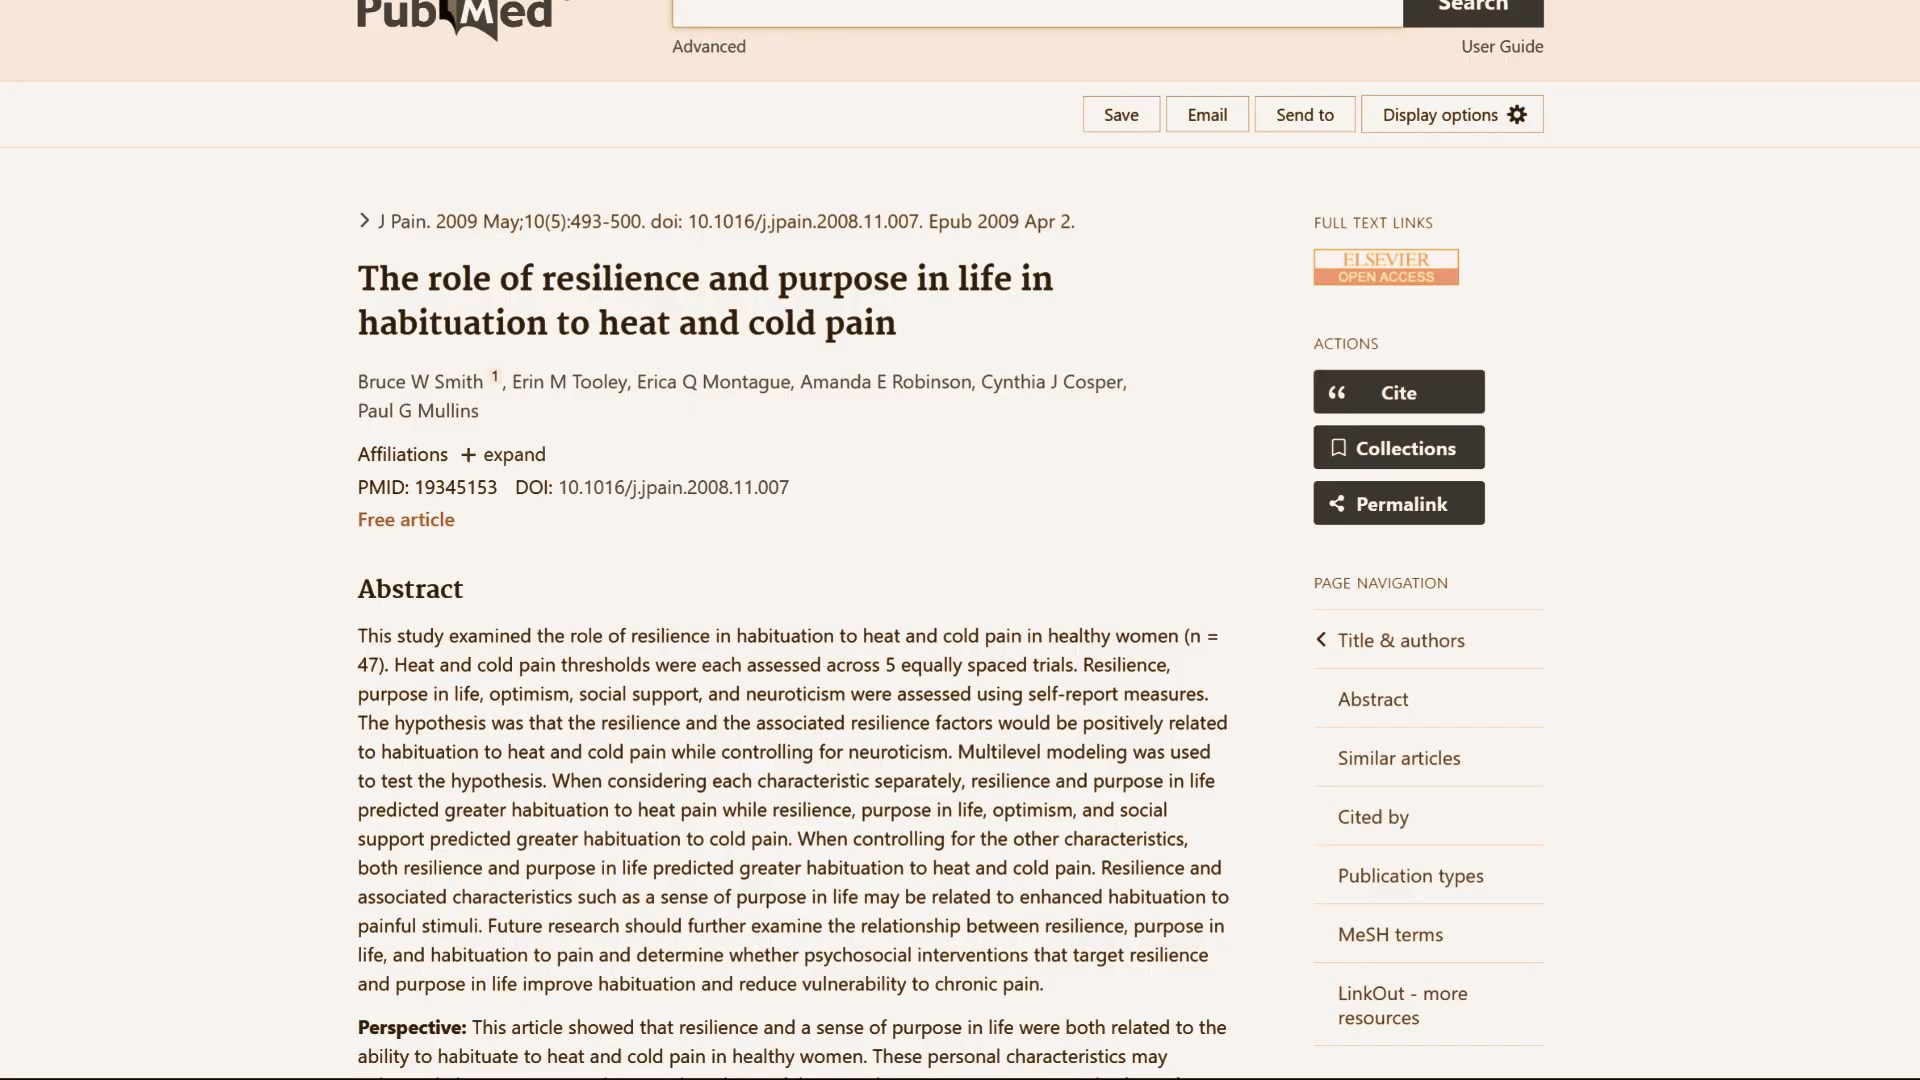 PubMed
Search
Advanced
User Guide
Save
Email
Send to
Display options
J Pain. 2009 May;10(5):493-500. doi: 10.1016/j.jpain.2008.11.007. Epub 2009 Apr 2.
The role of resilience and purpose in life in
habituation to heat and cold pain
Bruce W Smith 1, Erin M Tooley, Erica Q Montague, Amanda E Robinson, Cynthia J Cosper,
Paul G Mullins
Affiliations + expand
PMID: 19345153 DOI: 10.1016/j.jpain.2008.11.007
Free article
Abstract
This study examined the role of resilience in habituation to heat and cold pain in healthy women (n =
47). Heat and cold pain thresholds were each assessed across 5 equally spaced trials. Resilience,
purpose in life, optimism, social support, and neuroticism were assessed using self-report measures.
The hypothesis was that the resilience and the associated resilience factors would be positively related
to habituation to heat and cold pain while controlling for neuroticism. Multilevel modeling was used
to test the hypothesis. When considering each characteristic separately, resilience and purpose in life
predicted greater habituation to heat pain while resilience, purpose in life, optimism, and social
support predicted greater habituation to cold pain. When controlling for the other characteristics,
both resilience and purpose in life predicted greater habituation to heat and cold pain. Resilience and
associated characteristics such as a sense of purpose in life may be related to enhanced habituation to
painful stimuli. Future research should further examine the relationship between resilience, purpose in
life, and habituation to pain and determine whether psychosocial interventions that target resilience
and purpose in life improve habituation and reduce vulnerability to chronic pain.
Perspective: This article showed that resilience and a sense of purpose in life were both related to the
ability to habituate to heat and cold pain in healthy women. These personal characteristics may
FULL TEXT LINKS
ELSEVIER
OPEN ACCESS
ACTIONS
Cite
Collections
Permalink
PAGE NAVIGATION
Title & authors
Abstract
Similar articles
Cited by
Publication types
MeSH terms
LinkOut - more
resources